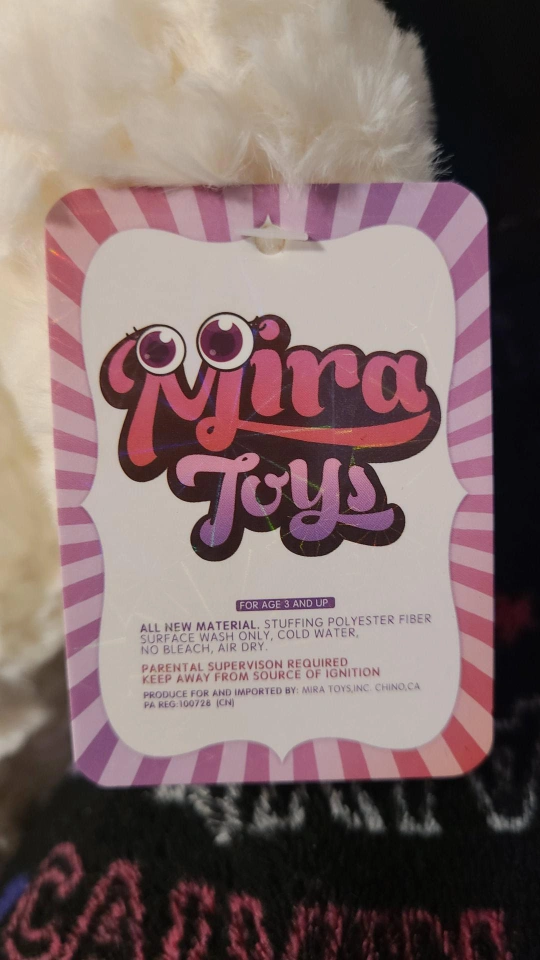 Mira
Toys
FOR AGE 3 AND UP
ALL NEW MATERIAL. STUFFING POLYESTER FIBER
SURFACE WASH ONLY, COLD WATER,
NO BLEACH, AIR DRY.
PARENTAL SUPERVISON REQUIRED
KEEP AWAY FROM SOURCE OF IGNITION
PRODUCE FOR AND IMPORTED BY: MIRA TOYS,INC. CHINO,CA
PA REG:100728 (CN)